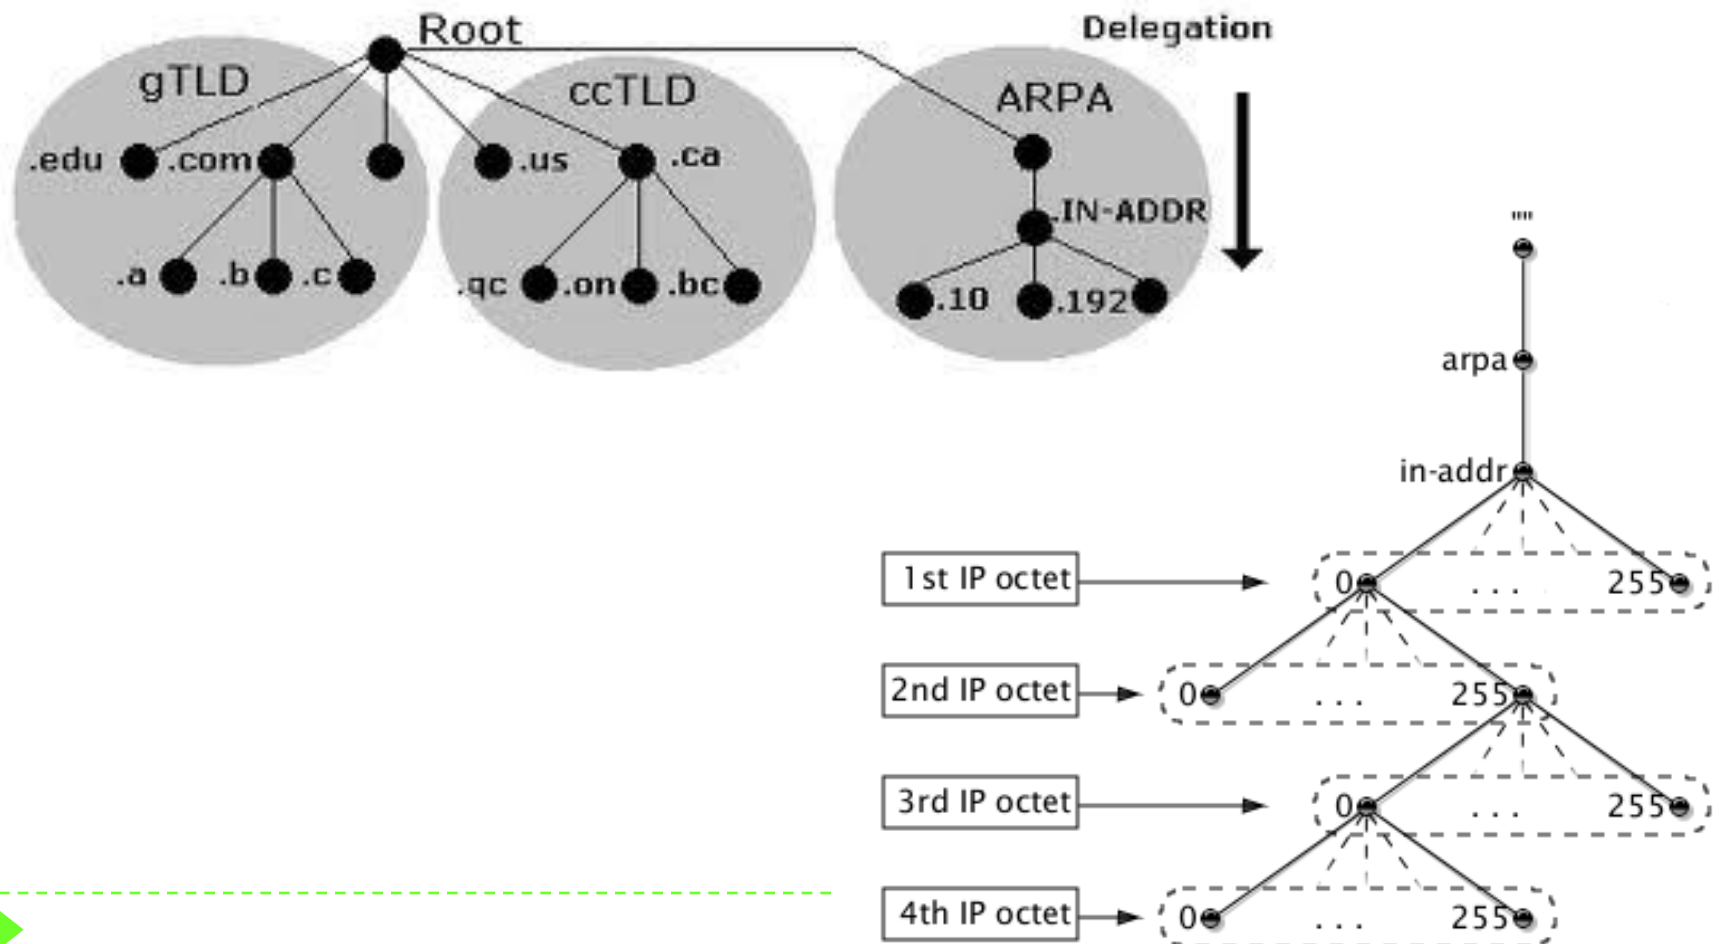 Root
Delegation
gTLD
ccTLD
ARPA
.edu .com .us .ca
.IN-ADDR
.a .b .c .qc .on .bc .10 .192
""
arpa
in-addr
1st IP octet 0 ... 255
2nd IP octet 0 ... 255
3rd IP octet 0 ... 255
4th IP octet 0 ... 255